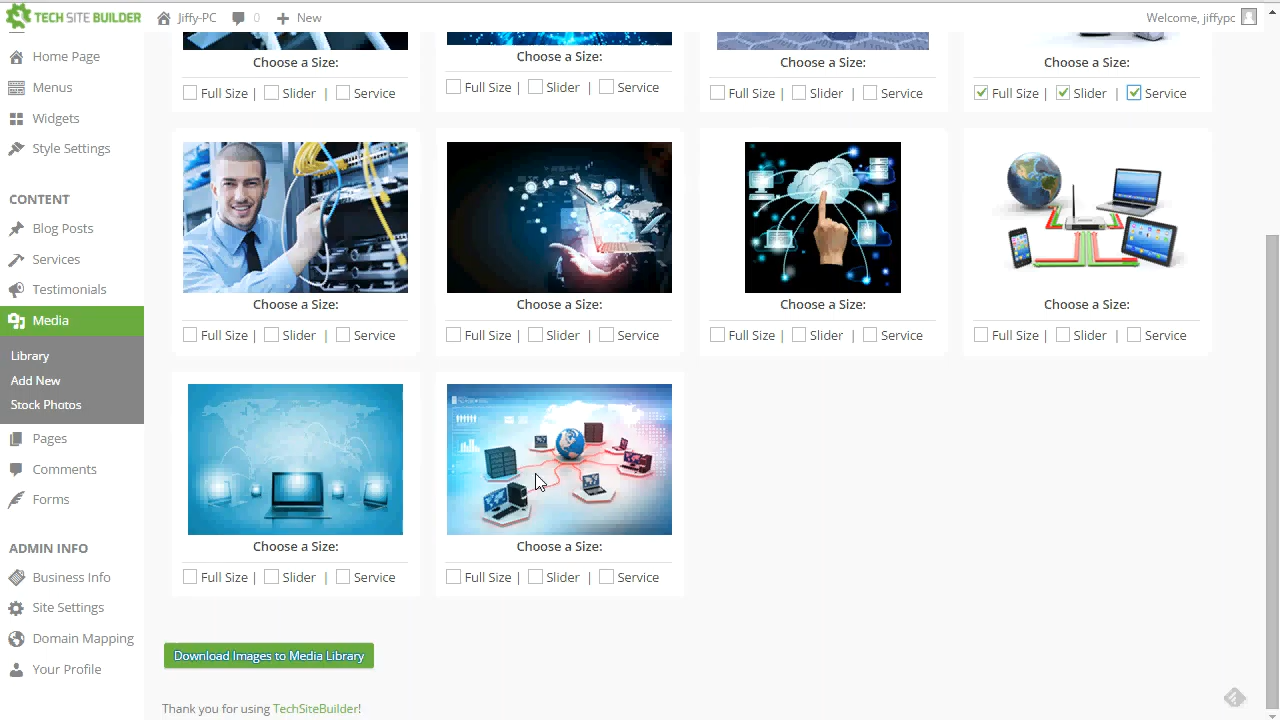 TECH SITE BUILDER
Jiffy-PC
0
New
Welcome, jiffypc
Home Page
Menus
Widgets
Style Settings
CONTENT
Blog Posts
Services
Testimonials
Media
Library
Add New
Stock Photos
Pages
Comments
Forms
ADMIN INFO
Business Info
Site Settings
Domain Mapping
Your Profile
Choose a Size:
Full Size | Slider | Service
Choose a Size:
Full Size | Slider | Service
Choose a Size:
Full Size | Slider | Service
Choose a Size:
Full Size | Slider | Service
Choose a Size:
Full Size | Slider | Service
Choose a Size:
Full Size | Slider | Service
Choose a Size:
Full Size | Slider | Service
Choose a Size:
Full Size | Slider | Service
Choose a Size:
Full Size | Slider | Service
Choose a Size:
Full Size | Slider | Service
Download Images to Media Library
Thank you for using TechSiteBuilder!